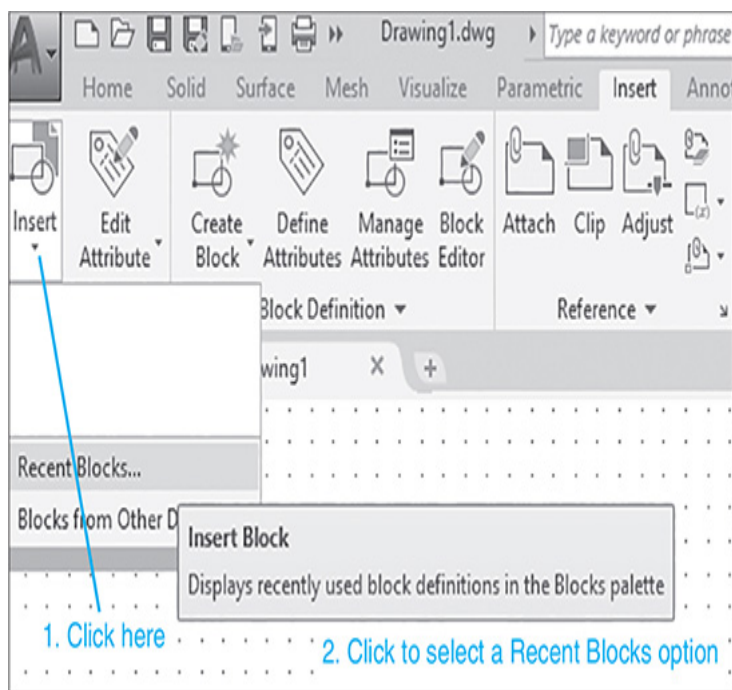 A
Drawing1.dwg
Type a keyword or phrase
Home Solid Surface Mesh Visualize Parametric Insert Annot
Insert
Edit
Attribute
Create
Block
Define
Attributes
Manage
Attributes
Block
Editor
Attach
Clip
Adjust
(x)
Block Definition
Reference
wing1
Recent Blocks...
Blocks from Other D
Insert Block
Displays recently used block definitions in the Blocks palette
1. Click here
2. Click to select a Recent Blocks option